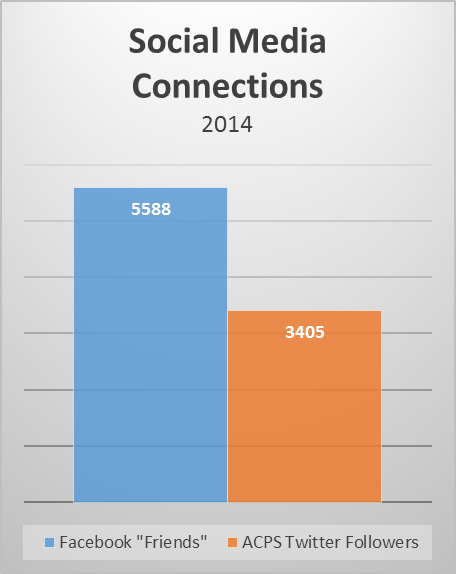 Social Media
Connections
2014
5588
3405
Facebook "Friends"
ACPS Twitter Followers